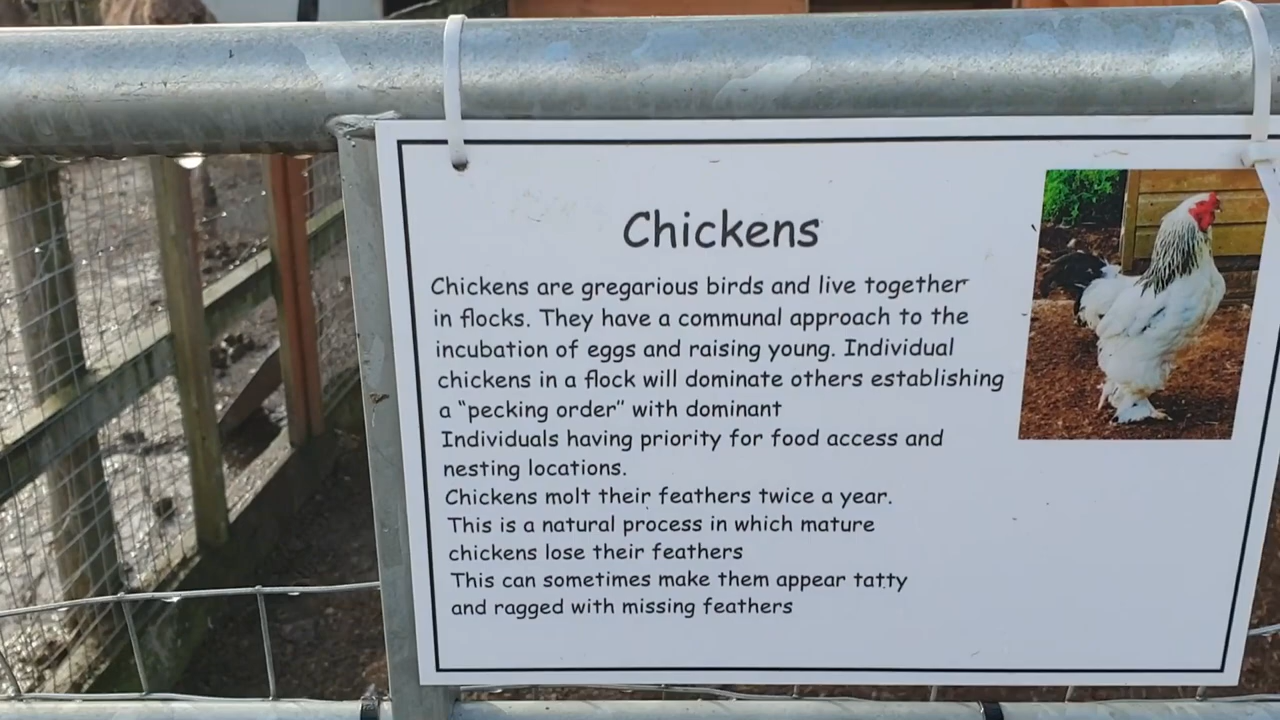 Chickens
Chickens are gregarious birds and live together
in flocks. They have a communal approach to the
incubation of eggs and raising young. Individual
chickens in a flock will dominate others establishing
a “pecking order” with dominant
Individuals having priority for food access and
nesting locations.
Chickens molt their feathers twice a year.
This is a natural process in which mature
chickens lose their feathers
This can sometimes make them appear tatty
and ragged with missing feathers